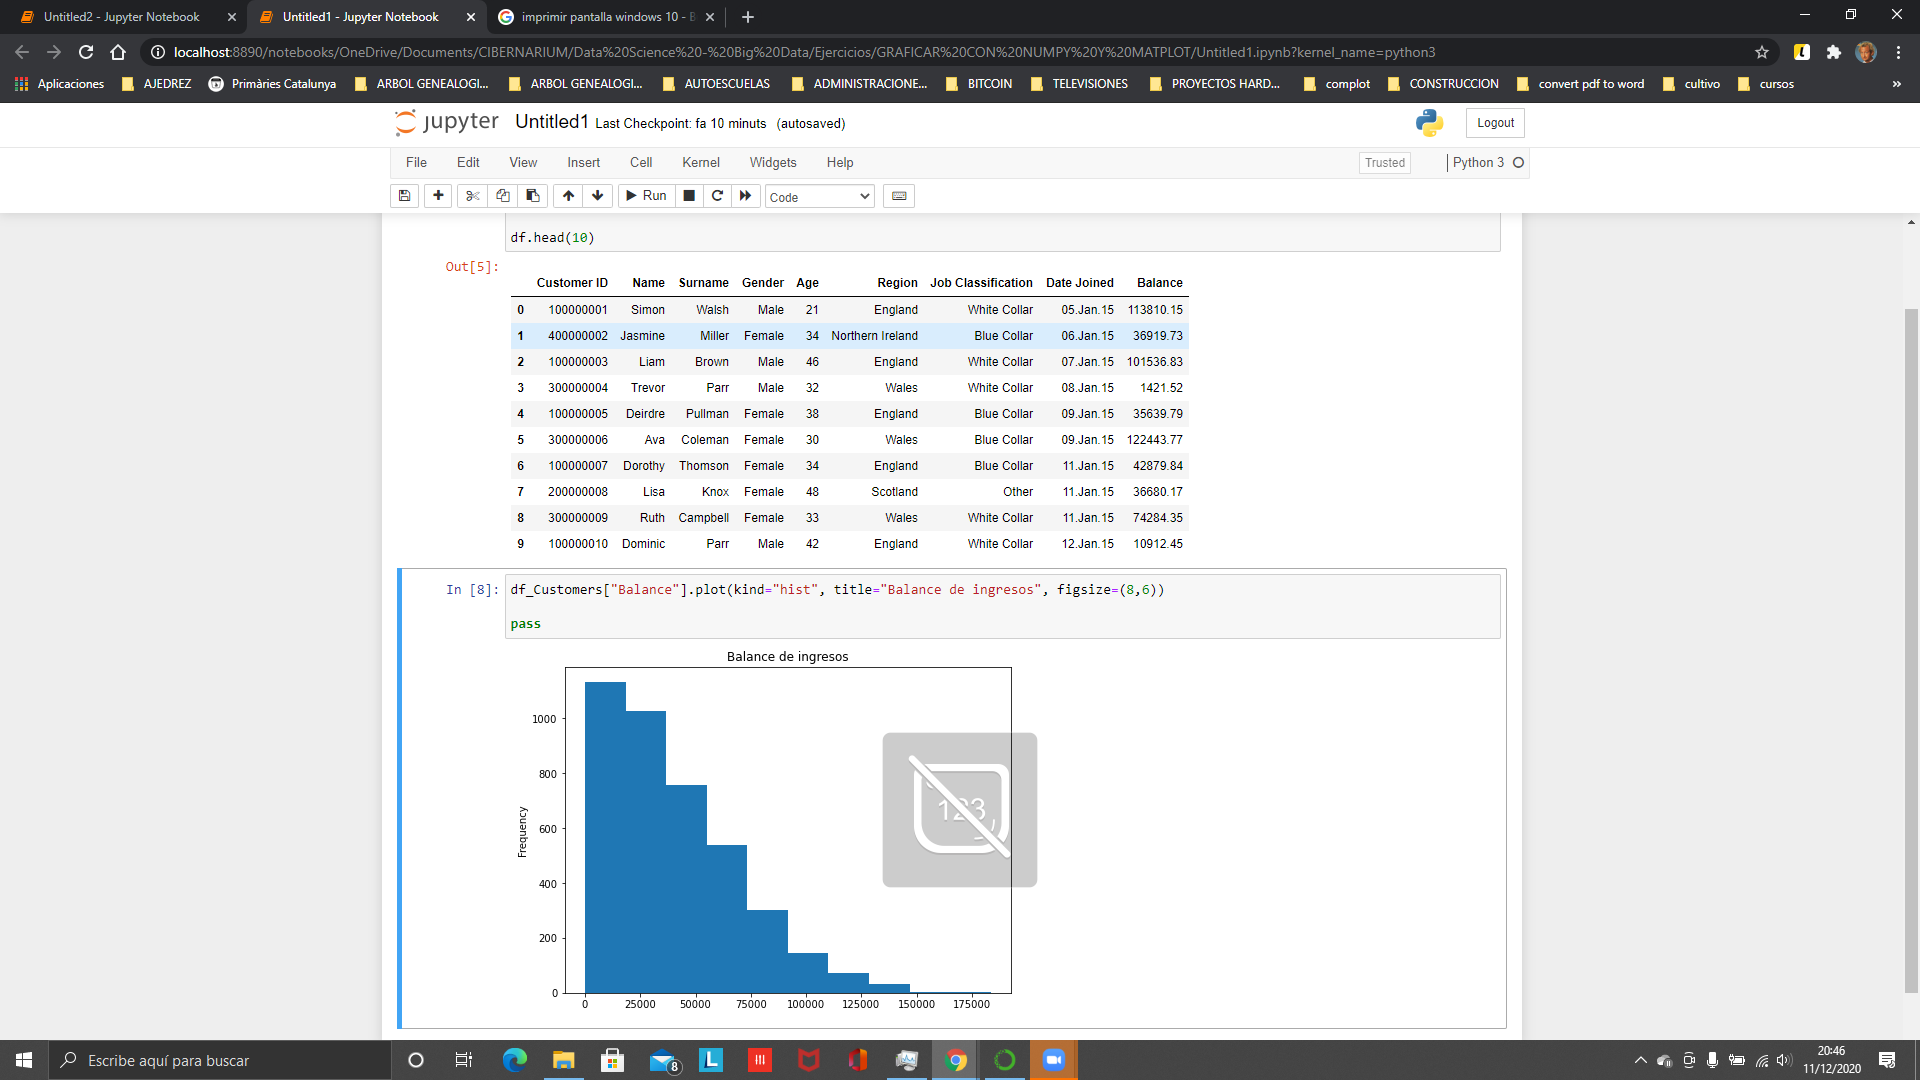 Untitled2 - Jupyter Notebook
Untitled1 - Jupyter Notebook
imprimir pantalla windows 10 - B
localhost:8890/notebooks/OneDrive/Documents/CIBERNARIUM/Data%20Science%20-%20Big%20Data/Ejercicios/GRAFICAR%20CON%20NUMPY%20Y%20MATPLOT/Untitled1.ipynb?kernel_name=python3
Aplicaciones AJEDREZ Primàries Catalunya ARBOL GENEALOGI... ARBOL GENEALOGI... AUTOESCUELAS ADMINISTRACIONE... BITCOIN TELEVISIONES PROYECTOS HARD... complot CONSTRUCCION convert pdf to word cultivo cursos »
jupyter Untitled1 Last Checkpoint: fa 10 minuts (autosaved) Logout
File Edit View Insert Cell Kernel Widgets Help Trusted Python 3
Run Code
df.head(10)
Out[5]:
Customer ID Name Surname Gender Age Region Job Classification Date Joined Balance
0 100000001 Simon Walsh Male 21 England White Collar 05.Jan.15 113810.15
1 400000002 Jasmine Miller Female 34 Northern Ireland Blue Collar 06.Jan.15 36919.73
2 100000003 Liam Brown Male 46 England White Collar 07.Jan.15 101536.83
3 300000004 Trevor Parr Male 32 Wales White Collar 08.Jan.15 1421.52
4 100000005 Deirdre Pullman Female 38 England Blue Collar 09.Jan.15 35639.79
5 300000006 Ava Coleman Female 30 Wales Blue Collar 09.Jan.15 122443.77
6 100000007 Dorothy Thomson Female 34 England Blue Collar 11.Jan.15 42879.84
7 200000008 Lisa Knox Female 48 Scotland Other 11.Jan.15 36680.17
8 300000009 Ruth Campbell Female 33 Wales White Collar 11.Jan.15 74284.35
9 100000010 Dominic Parr Male 42 England White Collar 12.Jan.15 10912.45
In [8]: df_Customers["Balance"].plot(kind="hist", title="Balance de ingresos", figsize=(8,6))
pass
Balance de ingresos
1000
800
600
400
200
0
Frequency
0 25000 50000 75000 100000 125000 150000 175000
123
Escribe aquí para buscar
8
20:46
11/12/2020